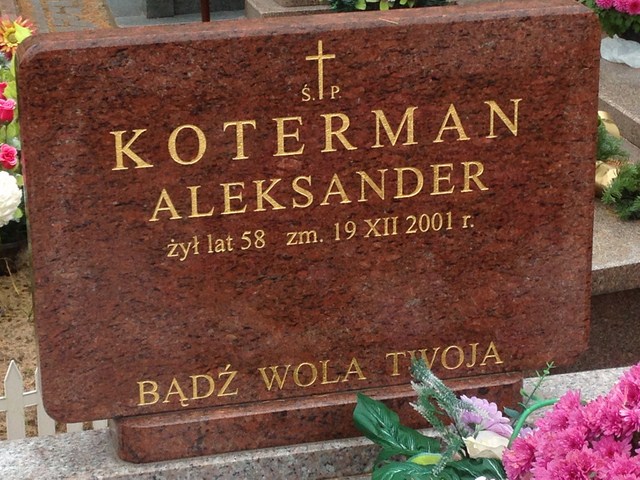 Ś. P.
KOTERMAN
ALEKSANDER
żył lat 58 zm. 19 XII 2001 r.
BĄDŹ WOLA TWOJA